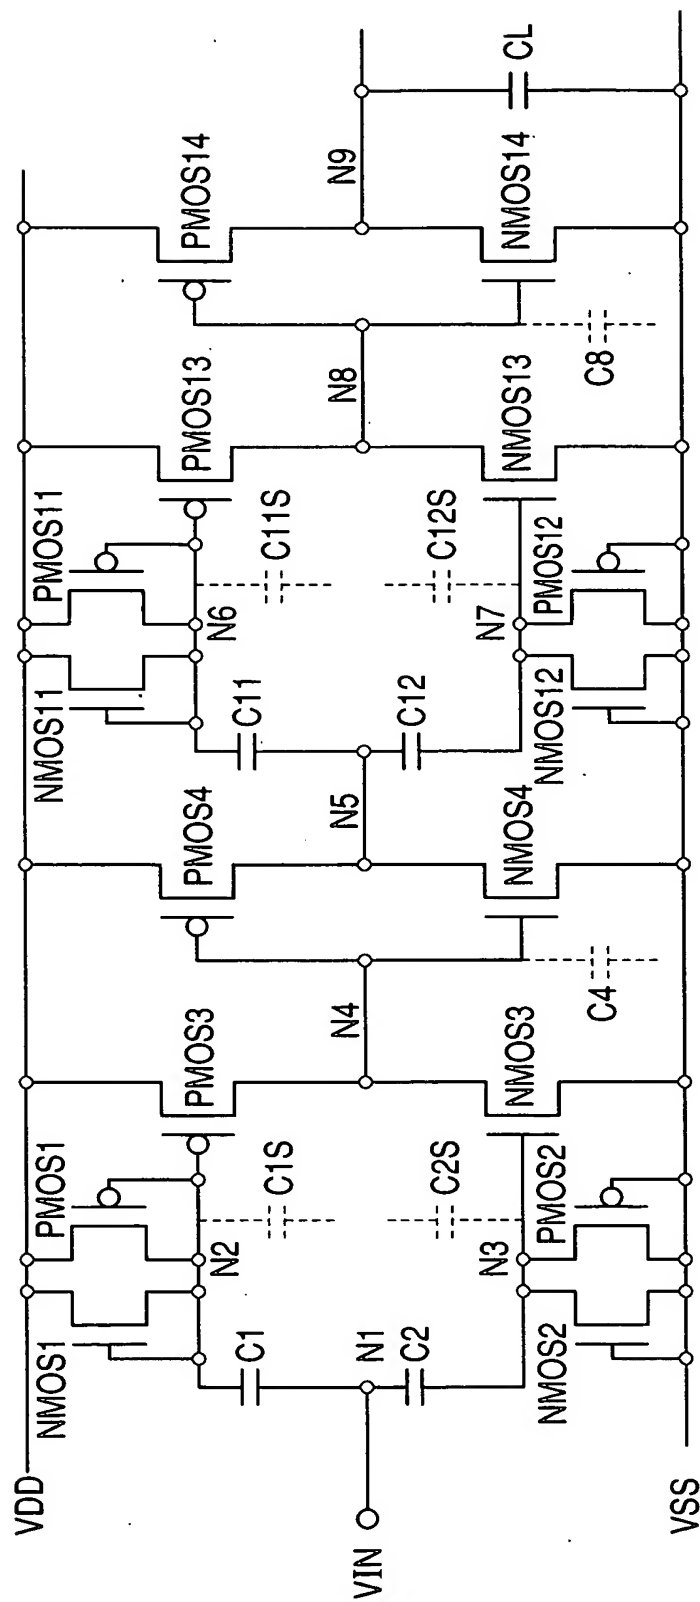 VDD
NMOS1
PMOS1
PMOS3
PMOS4
NMOS11
PMOS11
PMOS13
PMOS14
N2
N6
C1
C1S
C11
C11S
VIN
N1
N4
N5
N8
N9
C2
C2S
C12
C12S
CL
N3
N7
NMOS2
PMOS2
NMOS3
NMOS4
NMOS12
PMOS12
NMOS13
NMOS14
C4
C8
VSS